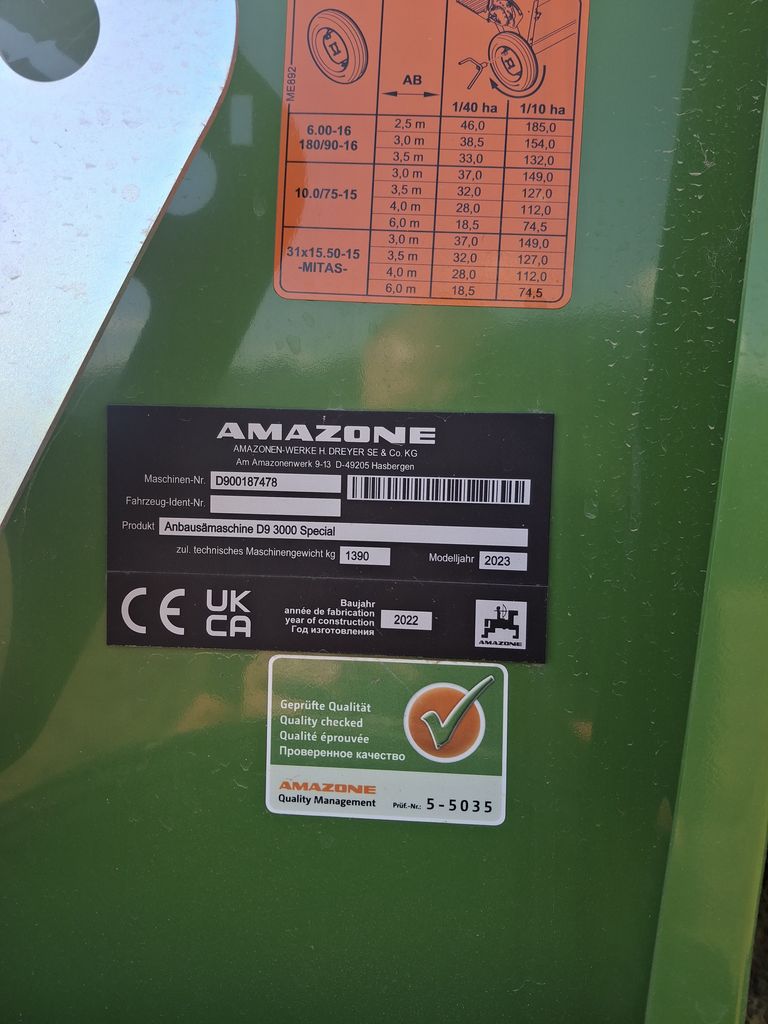 ME892
AB
1/40 ha 1/10 ha
6.00-16
180/90-16
2,5 m 46,0 185,0
3,0 m 38,5 154,0
3,5 m 33,0 132,0
10.0/75-15
3,0 m 37,0 149,0
3,5 m 32,0 127,0
4,0 m 28,0 112,0
6,0 m 18,5 74,5
31x15.50-15
-MITAS-
3,0 m 37,0 149,0
3,5 m 32,0 127,0
4,0 m 28,0 112,0
6,0 m 18,5 74,5
AMAZONE
AMAZONEN-WERKE H. DREYER SE & Co. KG
Am Amazonenwerk 9-13 D-49205 Hasbergen
Maschinen-Nr. D900187478
Fahrzeug-Ident-Nr.
Produkt Anbausämaschine D9 3000 Special
zul. technisches Maschinengewicht kg 1390 Modelljahr 2023
CE UK
CA
Baujahr
année de fabrication
year of construction
Год изготовления
2022
AMAZONE
Geprüfte Qualität
Quality checked
Qualité éprouvée
Проверенное качество
AMAZONE
Quality Management Prüf.-Nr.: 5-5035